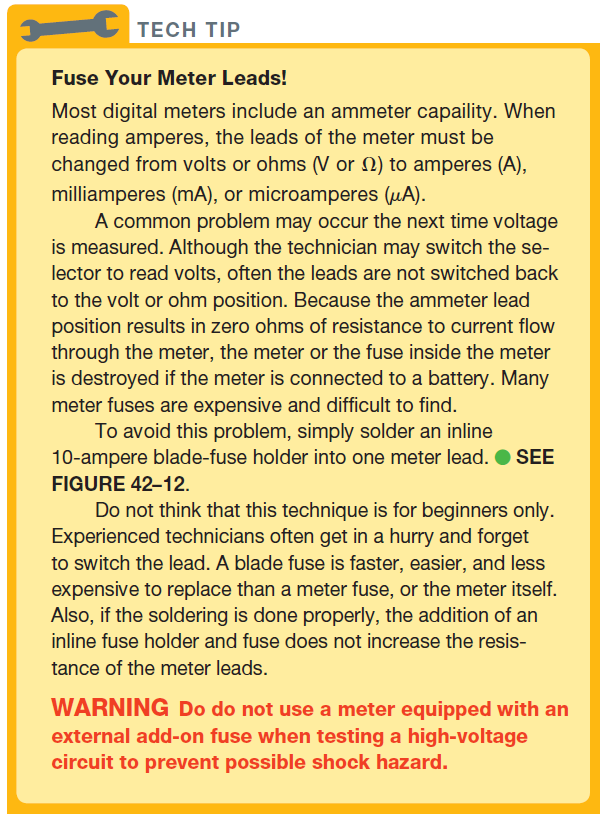 TECH TIP
Fuse Your Meter Leads!
Most digital meters include an ammeter capaility. When
reading amperes, the leads of the meter must be
changed from volts or ohms (V or Ω) to amperes (A),
milliamperes (mA), or microamperes (μA).
A common problem may occur the next time voltage
is measured. Although the technician may switch the se-
lector to read volts, often the leads are not switched back
to the volt or ohm position. Because the ammeter lead
position results in zero ohms of resistance to current flow
through the meter, the meter or the fuse inside the meter
is destroyed if the meter is connected to a battery. Many
meter fuses are expensive and difficult to find.
To avoid this problem, simply solder an inline
10-ampere blade-fuse holder into one meter lead. ● SEE
FIGURE 42–12.
Do not think that this technique is for beginners only.
Experienced technicians often get in a hurry and forget
to switch the lead. A blade fuse is faster, easier, and less
expensive to replace than a meter fuse, or the meter itself.
Also, if the soldering is done properly, the addition of an
inline fuse holder and fuse does not increase the resis-
tance of the meter leads.
WARNING Do do not use a meter equipped with an
external add-on fuse when testing a high-voltage
circuit to prevent possible shock hazard.